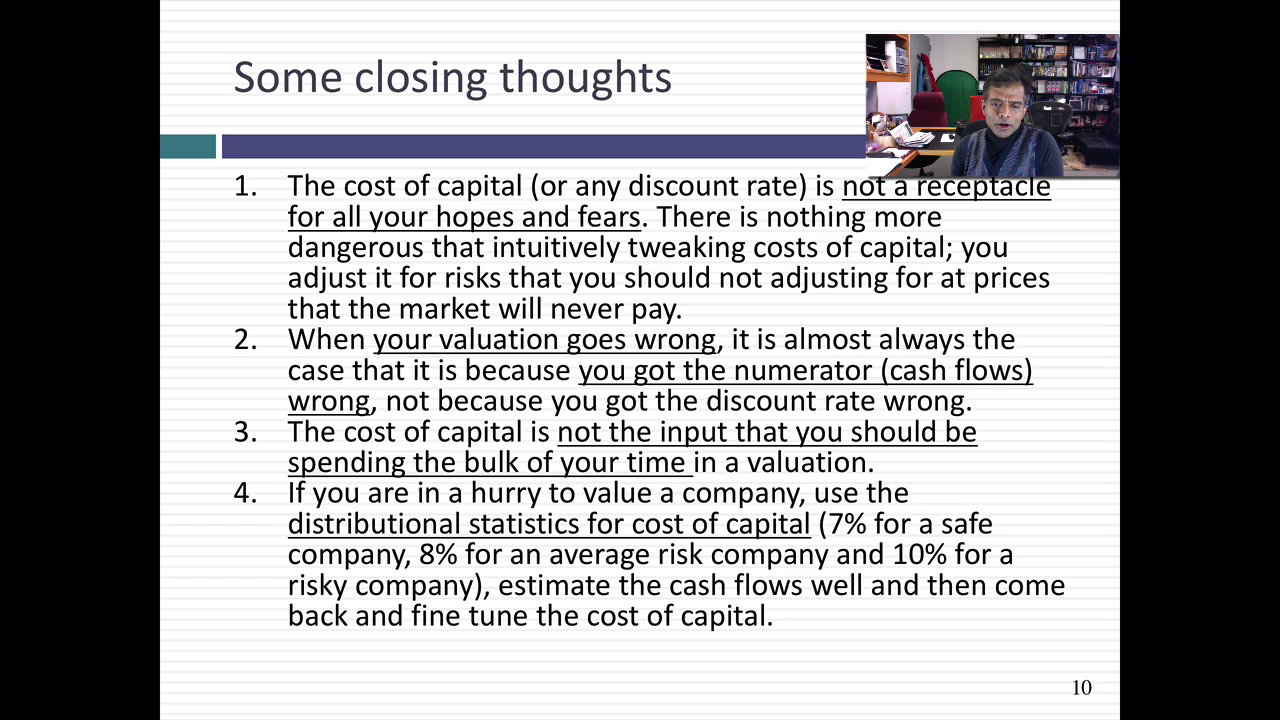 Some closing thoughts
1. The cost of capital (or any discount rate) is not a receptacle
for all your hopes and fears. There is nothing more
dangerous that intuitively tweaking costs of capital; you
adjust it for risks that you should not adjusting for at prices
that the market will never pay.
2. When your valuation goes wrong, it is almost always the
case that it is because you got the numerator (cash flows)
wrong, not because you got the discount rate wrong.
3. The cost of capital is not the input that you should be
spending the bulk of your time in a valuation.
4. If you are in a hurry to value a company, use the
distributional statistics for cost of capital (7% for a safe
company, 8% for an average risk company and 10% for a
risky company), estimate the cash flows well and then come
back and fine tune the cost of capital.
10